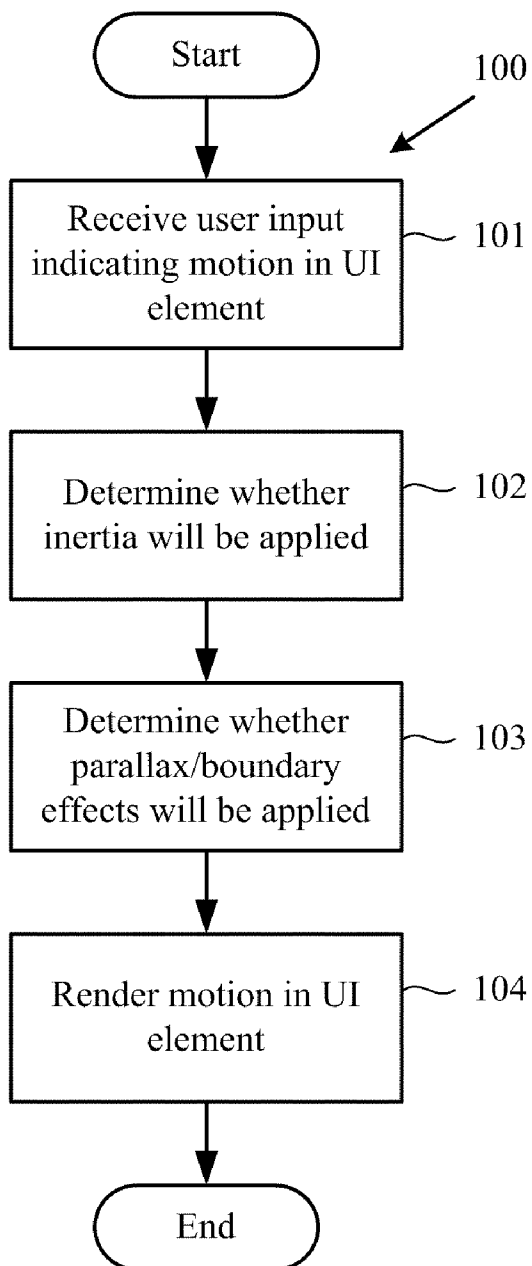 Start
100
Receive user input
indicating motion in UI
element
101
Determine whether
inertia will be applied
102
Determine whether
parallax/boundary
effects will be applied
103
Render motion in UI
element
104
End